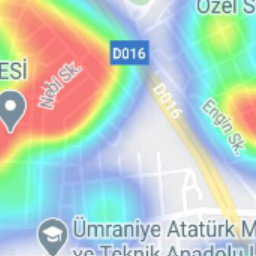 Özel S
D016
ESİ
Nebi Sk.
D016
Engin Sk.
Ümraniye Atatürk M
ve Teknik Anadolu L